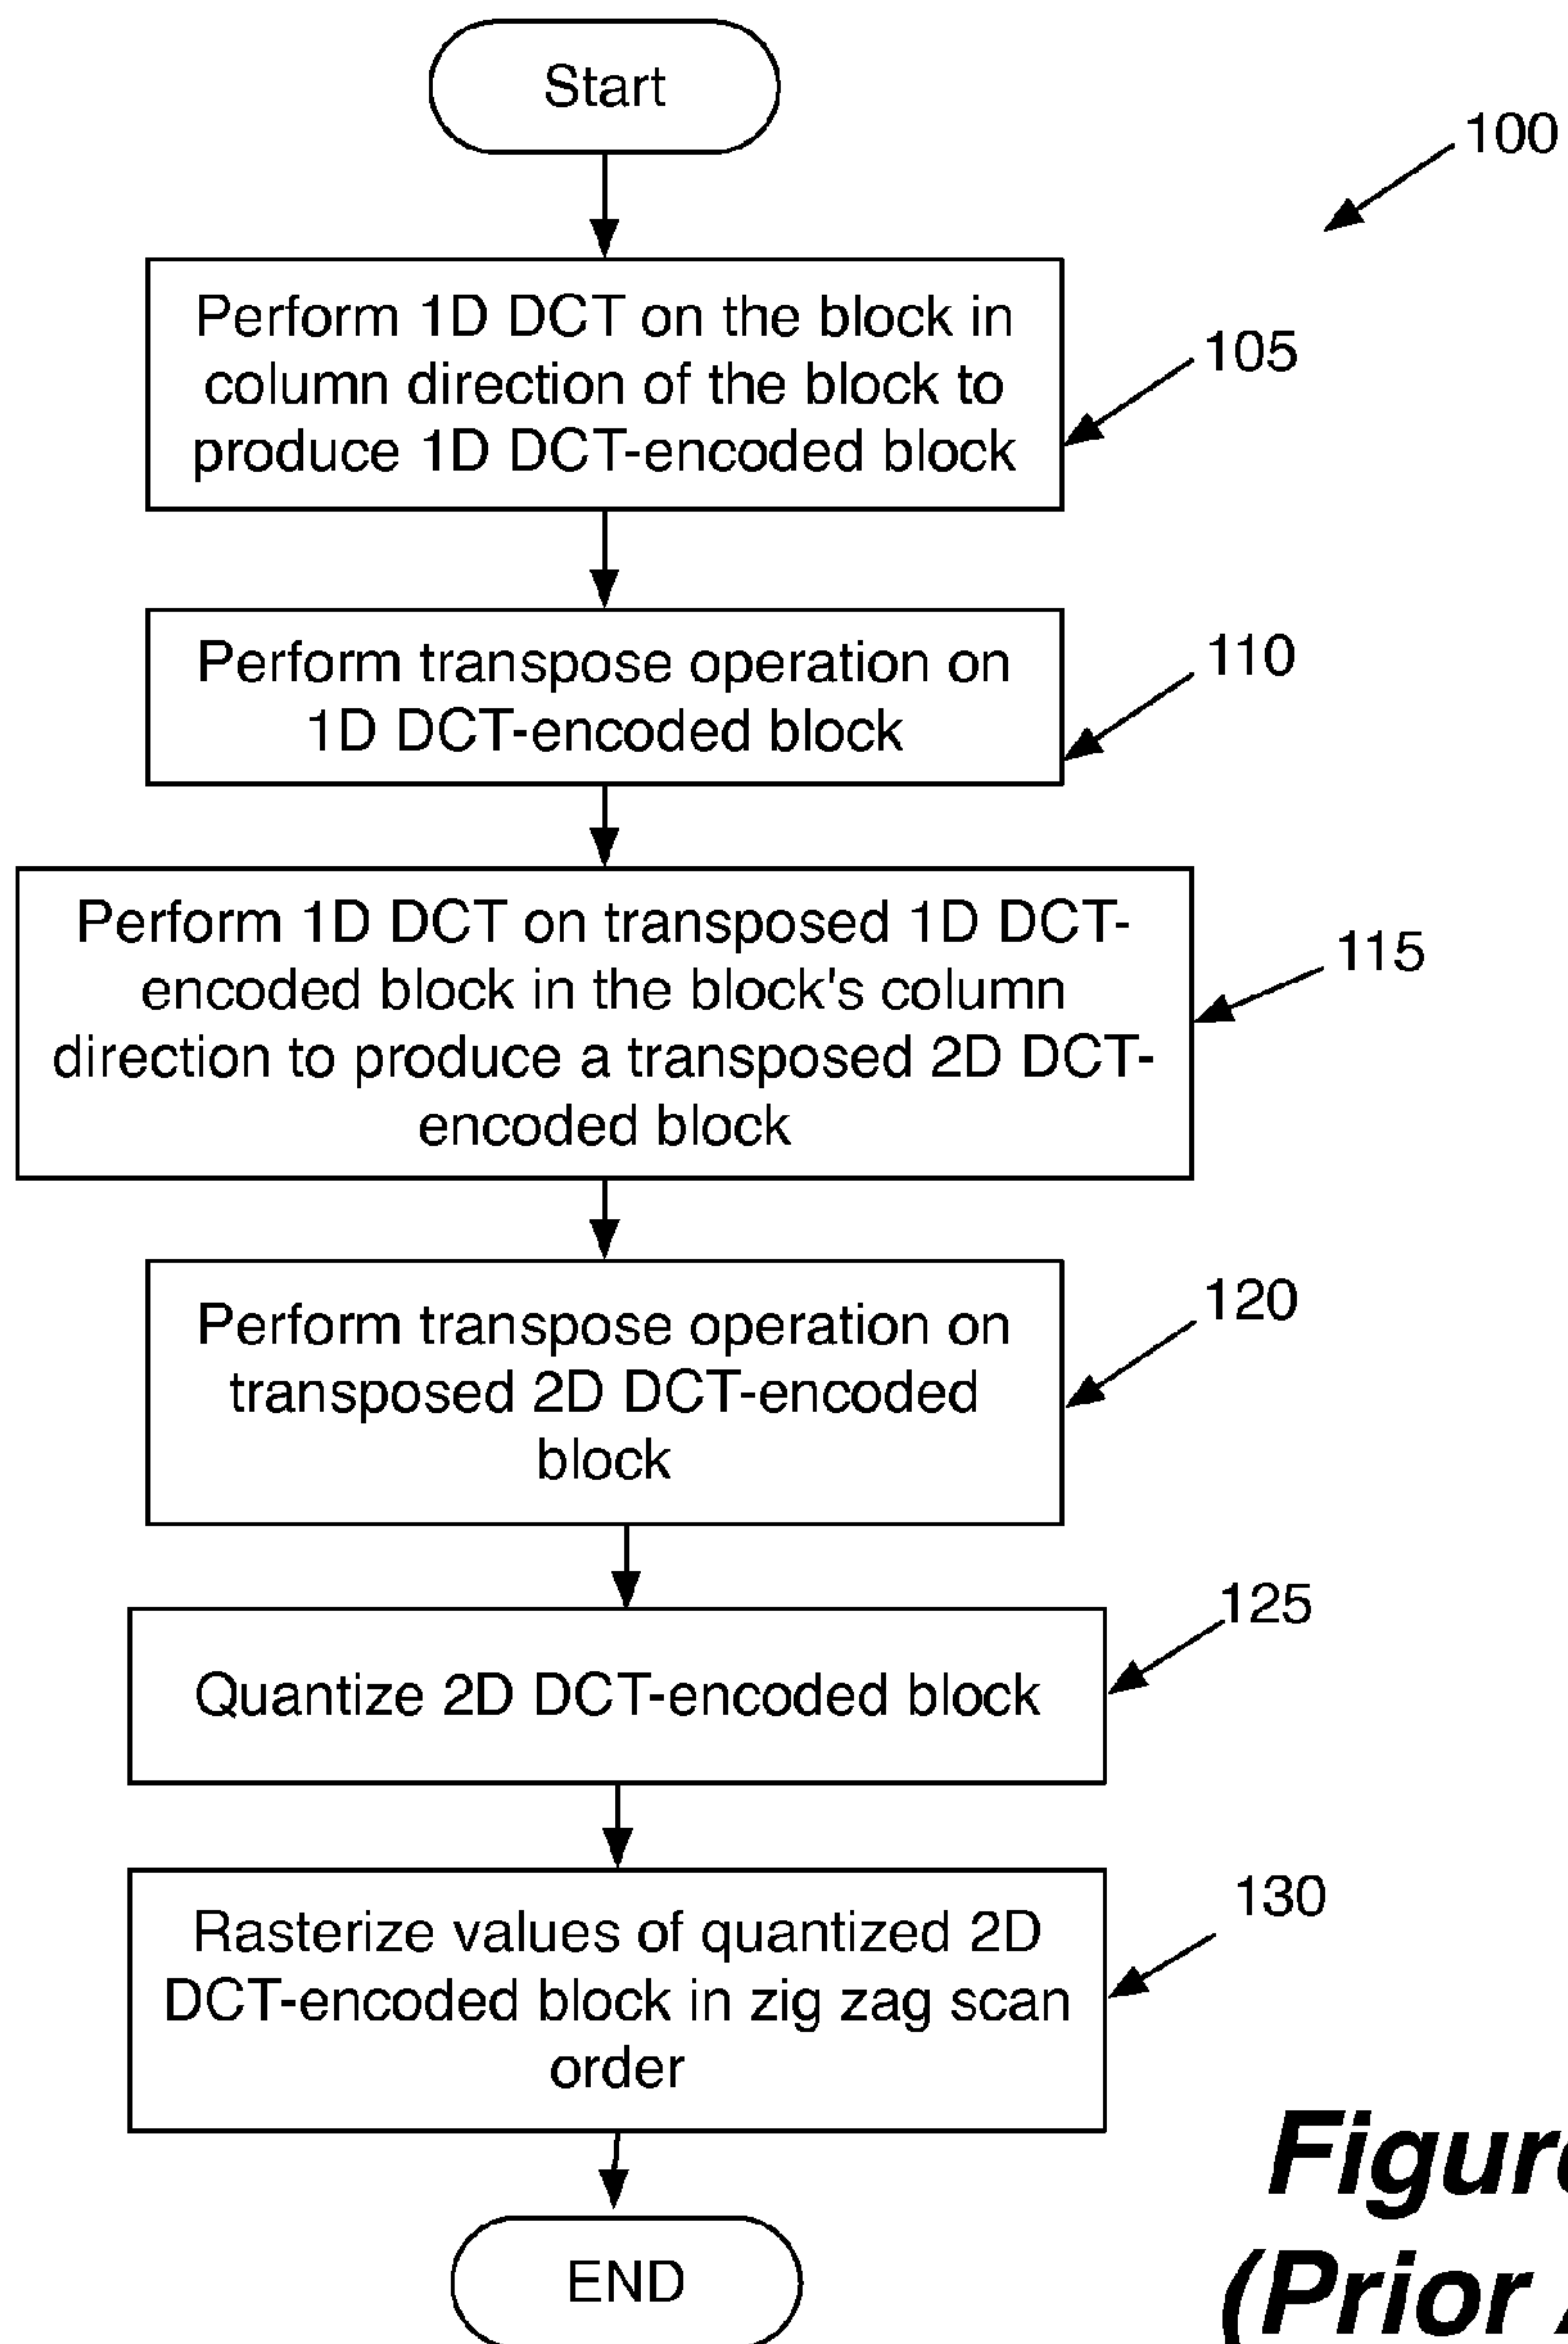 Start
100
Perform 1D DCT on the block in
column direction of the block to
produce 1D DCT-encoded block
105
Perform transpose operation on
1D DCT-encoded block
110
Perform 1D DCT on transposed 1D DCT-
encoded block in the block's column
direction to produce a transposed 2D DCT-
encoded block
115
Perform transpose operation on
transposed 2D DCT-encoded
block
120
Quantize 2D DCT-encoded block
125
Rasterize values of quantized 2D
DCT-encoded block in zig zag scan
order
130
END
(Prior